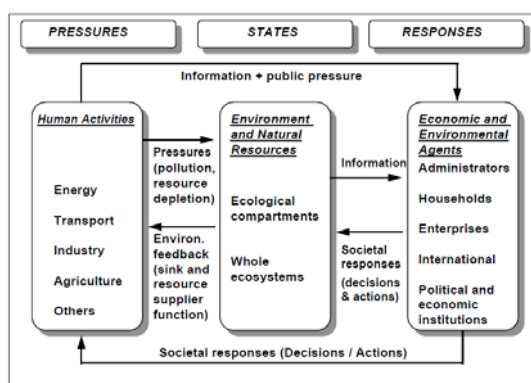 PRESSURES
STATES
RESPONSES
Information + public pressure
Human Activities
Energy
Transport
Industry
Agriculture
Others
Pressures
(pollution,
resource
depletion)
Environ.
feedback
(sink and
resource
supplier
function)
Environment
and Natural
Resources
Ecological
compartments
Whole
ecosystems
Information
Societal
responses
(decisions
& actions)
Economic and
Environmental
Agents
Administrators
Households
Enterprises
International
Political and
economic
institutions
Societal responses (Decisions / Actions)